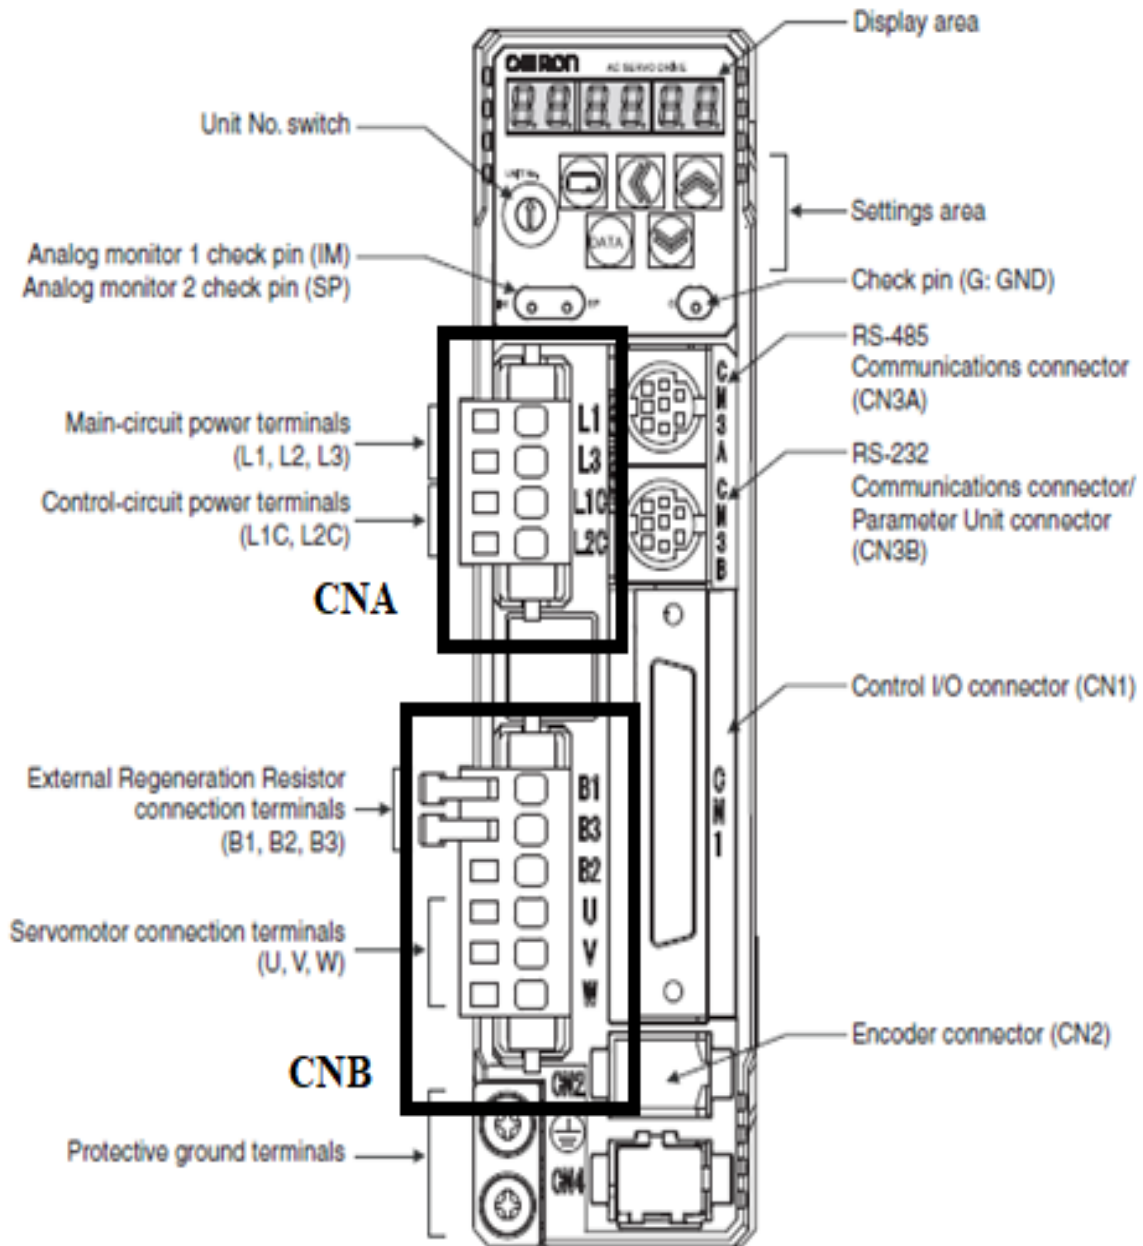 Display area
OMRON AC SERVO DRIVE
Unit No. switch
UNIT No.
Settings area
DATA
Analog monitor 1 check pin (IM)
Analog monitor 2 check pin (SP)
Check pin (G: GND)
IM
SP
G
RS-485
Communications connector
(CN3A)
CN3A
Main-circuit power terminals
(L1, L2, L3)
L1
L3
Control-circuit power terminals
(L1C, L2C)
L1C
L2C
RS-232
Communications connector/
Parameter Unit connector
(CN3B)
CN3B
CNA
Control I/O connector (CN1)
CN1
External Regeneration Resistor
connection terminals
(B1, B2, B3)
B1
B3
B2
Servomotor connection terminals
(U, V, W)
U
V
W
Encoder connector (CN2)
CNB
CN2
Protective ground terminals
CN4